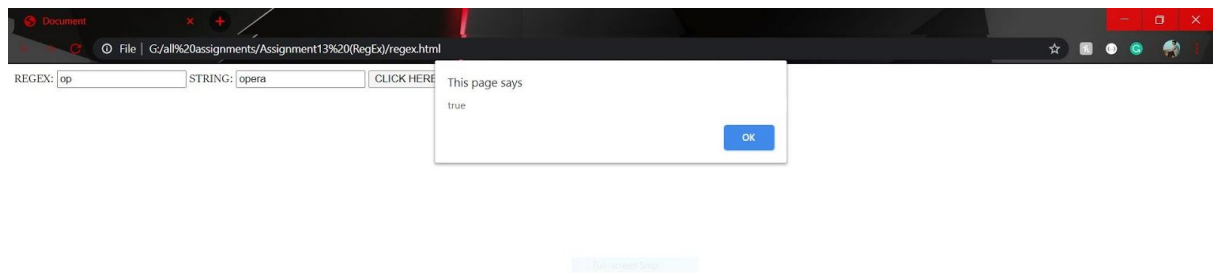 Document
File | G:/all%20assignments/Assignment13%20(RegEx)/regex.html
REGEX: op STRING: opera CLICK HERE
This page says
true
OK